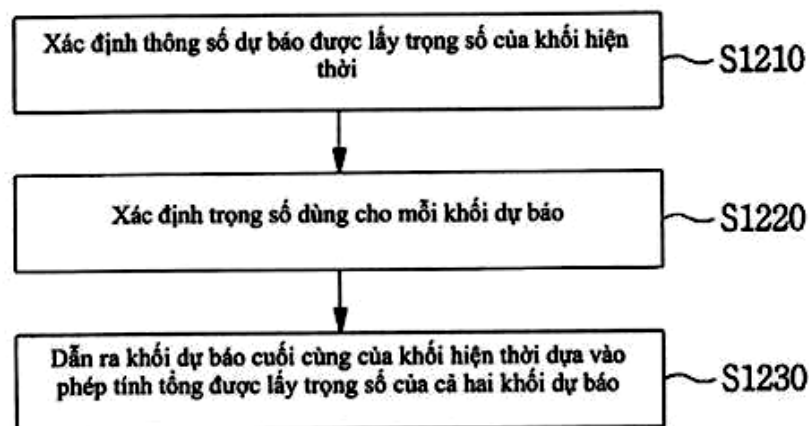 Xác định thông số dự báo được lấy trọng số của khối hiện
thời
S1210
Xác định trọng số dùng cho mỗi khối dự báo
S1220
Dẫn ra khối dự báo cuối cùng của khối hiện thời dựa vào
phép tính tổng được lấy trọng số của cả hai khối dự báo
S1230